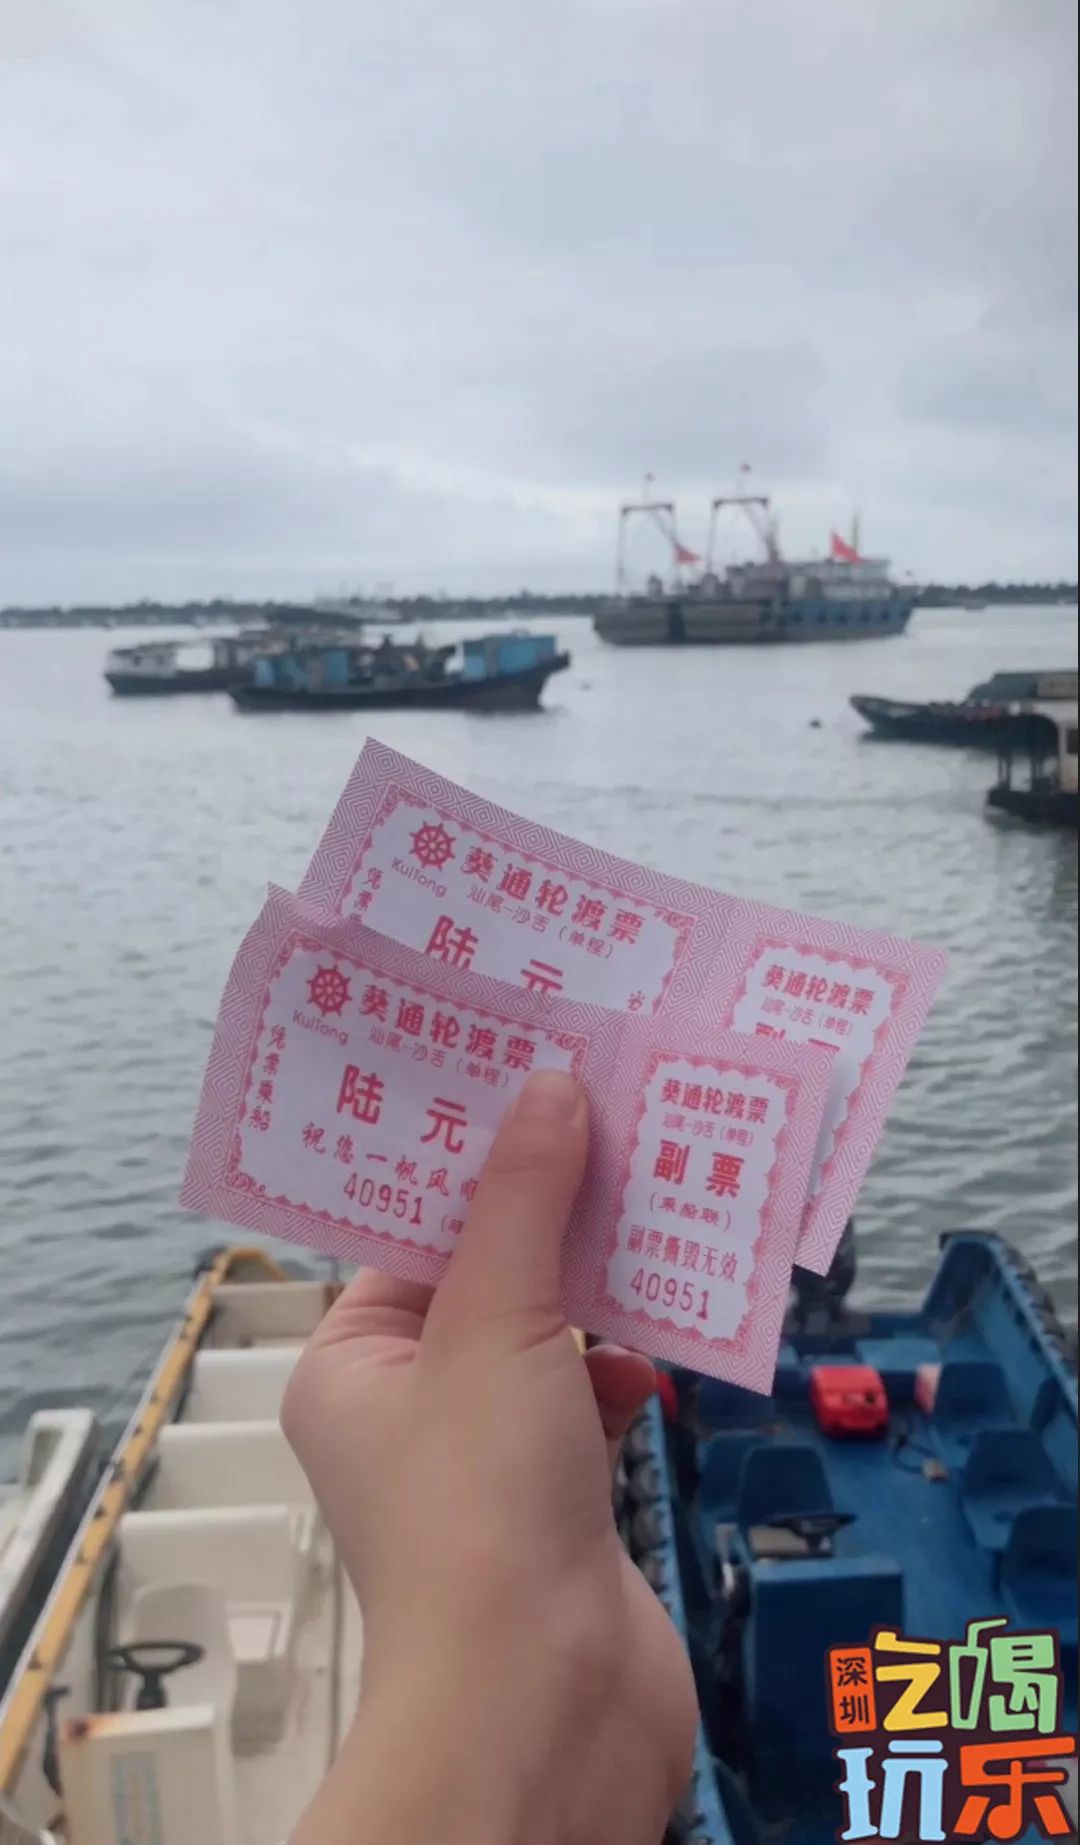 葵通轮渡票
KuiTong
汕尾—沙舌（单程）
凭票
陆 元
葵通轮渡票
汕尾—沙舌（单程）
葵通轮渡票
KuiTong
汕尾—沙舌（单程）
凭票乘船
陆 元
祝您一帆风顺
40951
葵通轮渡票
汕尾—沙舌（单程）
副票
（乘船联）
副票撕毁无效
40951
深圳
吃喝
玩乐